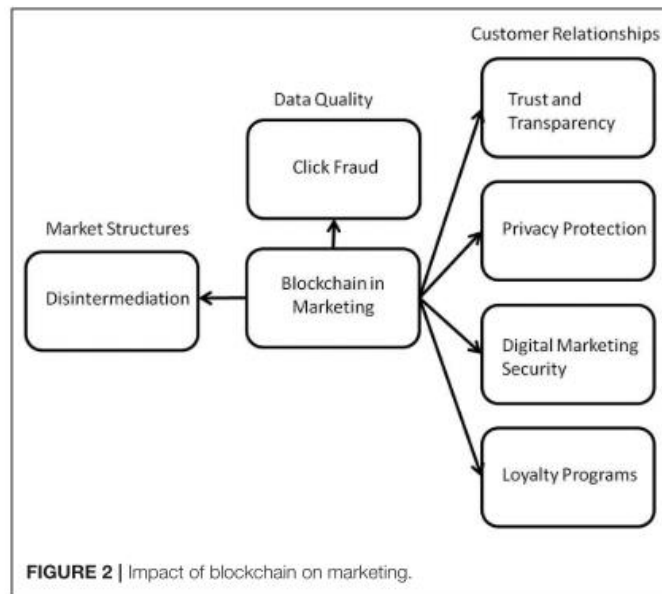 Customer Relationships
Trust and
Transparency
Data Quality
Click Fraud
Privacy Protection
Market Structures
Disintermediation
Blockchain in
Marketing
Digital Marketing
Security
Loyalty Programs
FIGURE 2 | Impact of blockchain on marketing.